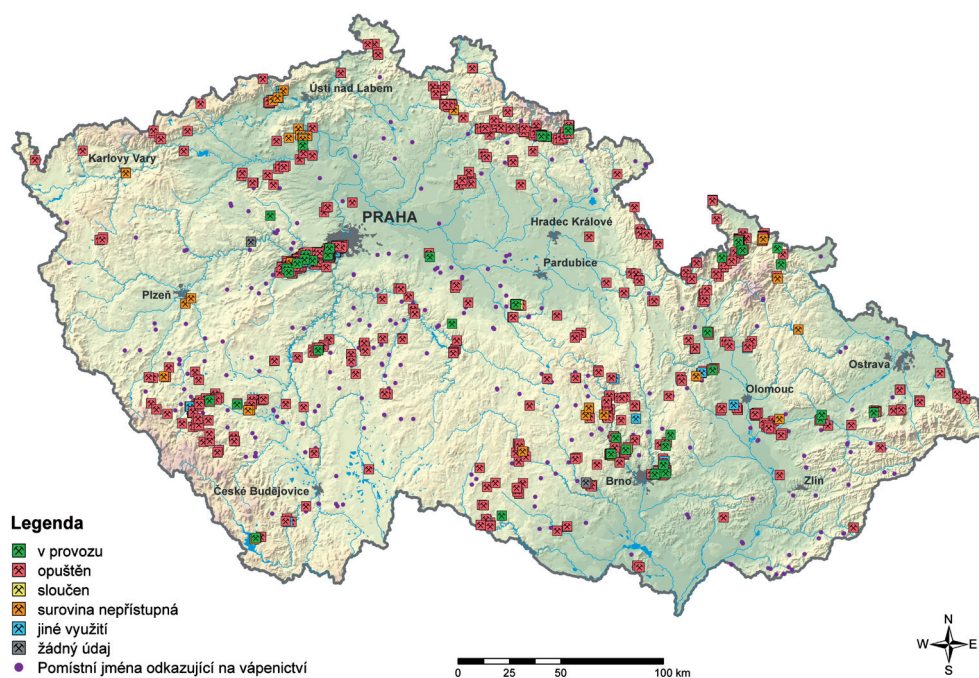 Ústí nad Labem
Karlovy Vary
PRAHA
Hradec Králové
Pardubice
Plzeň
Ostrava
Olomouc
České Budějovice
Brno
Zlín
Legenda
v provozu
opuštěn
sloučen
surovina nepřístupná
jiné využití
žádný údaj
Pomístní jména odkazující na vápenictví
N
W E
S
0 25 50 100 km